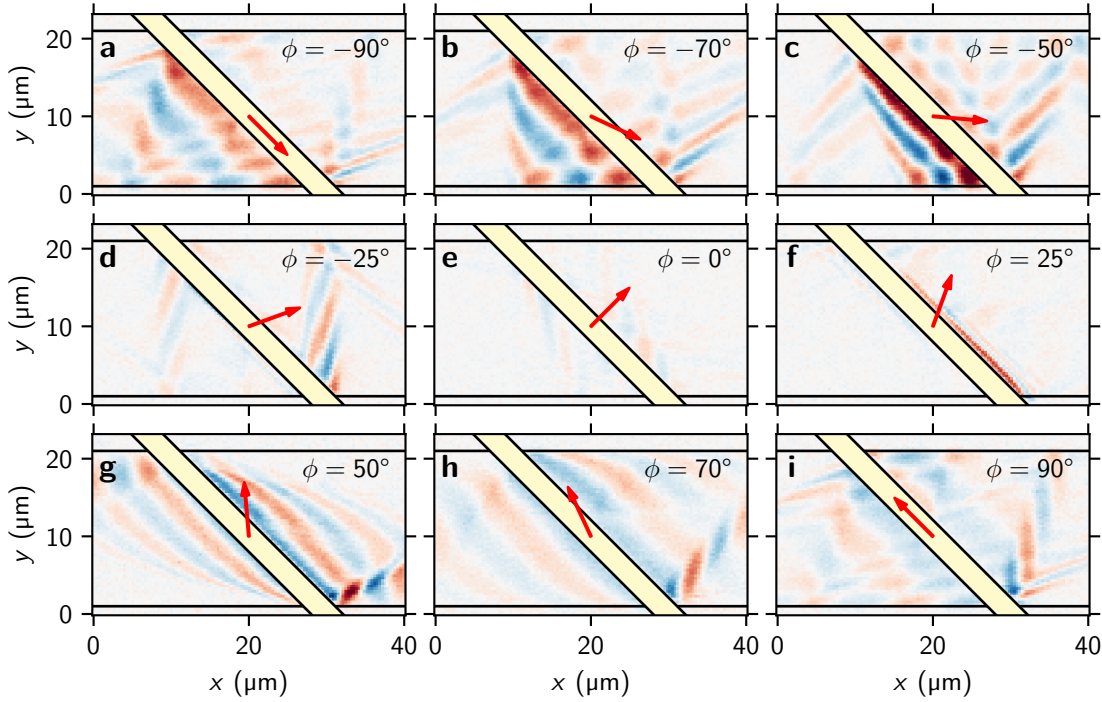 a ϕ = −90° b ϕ = −70° c ϕ = −50°
20
10
0
y (µm)
d ϕ = −25° e ϕ = 0° f ϕ = 25°
20
10
0
y (µm)
g ϕ = 50° h ϕ = 70° i ϕ = 90°
20
10
0
y (µm)
0 20 40 0 20 40 0 20 40
x (µm) x (µm) x (µm)